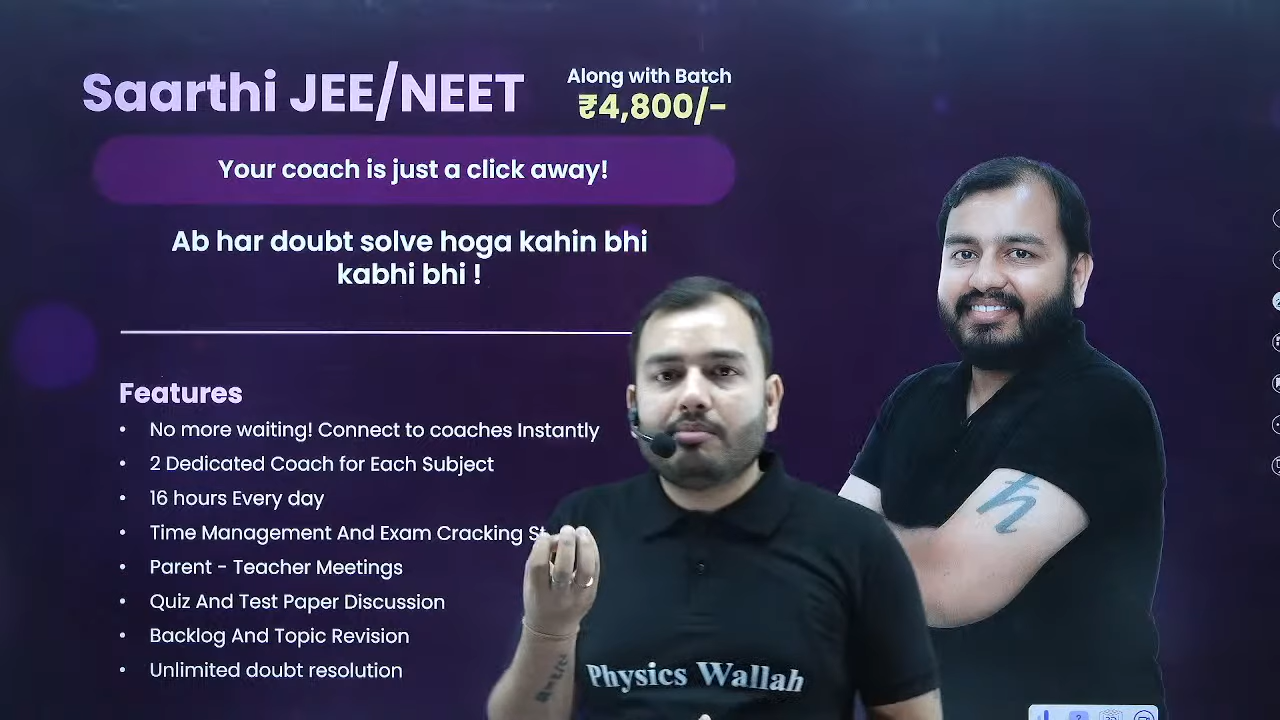 Saarthi JEE/NEET
Along with Batch
₹4,800/-
Your coach is just a click away!
Ab har doubt solve hoga kahin bhi
kabhi bhi !
Features
• No more waiting! Connect to coaches Instantly
• 2 Dedicated Coach for Each Subject
• 16 hours Every day
• Time Management And Exam Cracking
• Parent - Teacher Meetings
• Quiz And Test Paper Discussion
• Backlog And Topic Revision
• Unlimited doubt resolution
ħ
Physics Wallah